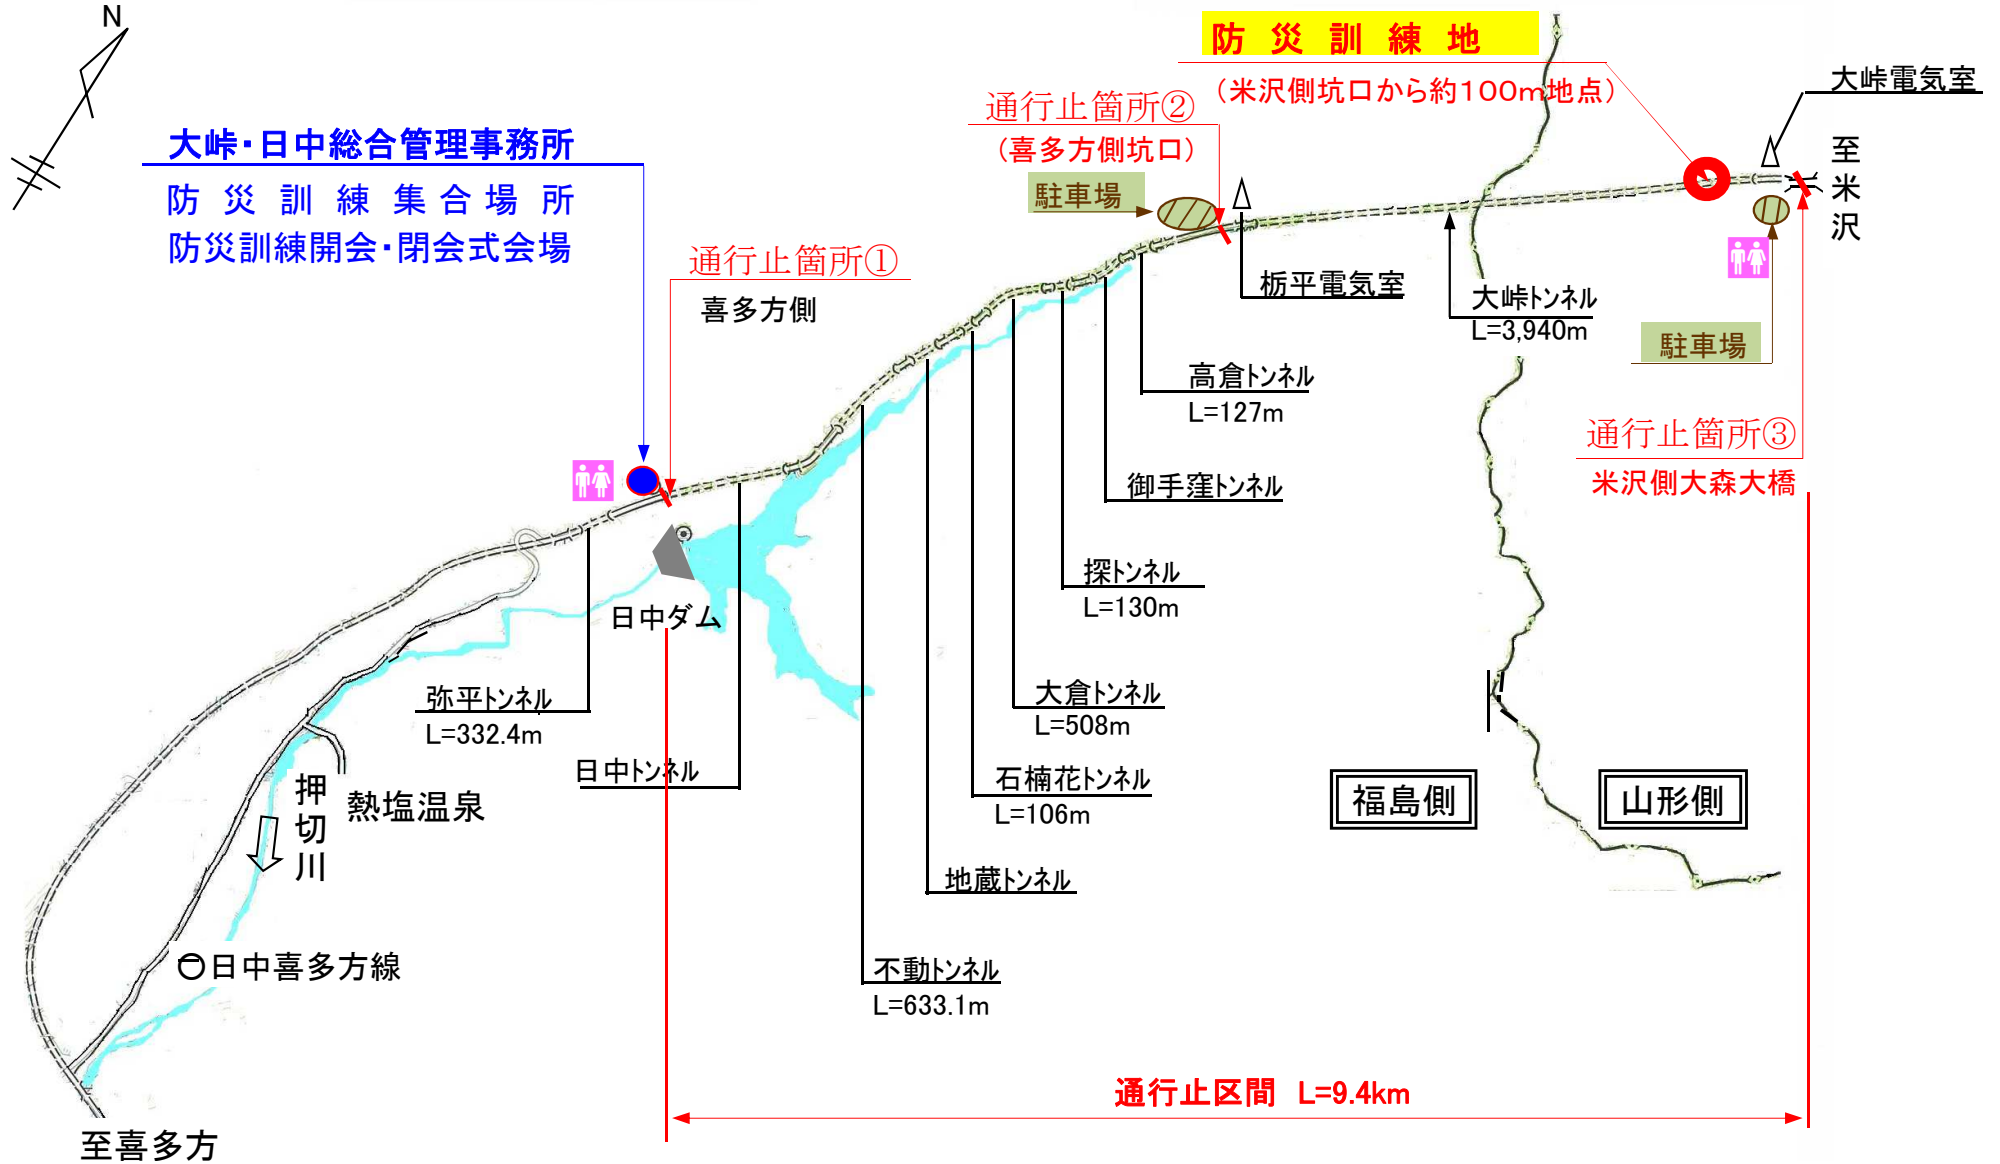 N
防災訓練地
(米沢側坑口から約100m地点)
大峠電気室
通行止箇所②
(喜多方側坑口)
至米沢
大峠・日中総合管理事務所
防災訓練集合場所
防災訓練開会・閉会式会場
駐車場
通行止箇所①
喜多方側
栃平電気室
大峠トンネル
L=3,940m
駐車場
高倉トンネル
L=127m
通行止箇所③
米沢側大森大橋
御手窪トンネル
探トンネル
L=130m
日中ダム
弥平トンネル
L=332.4m
大倉トンネル
L=508m
日中トンネル
石楠花トンネル
L=106m
押切川
熱塩温泉
福島側
山形側
地蔵トンネル
日中喜多方線
不動トンネル
L=633.1m
通行止区間 L=9.4km
至喜多方